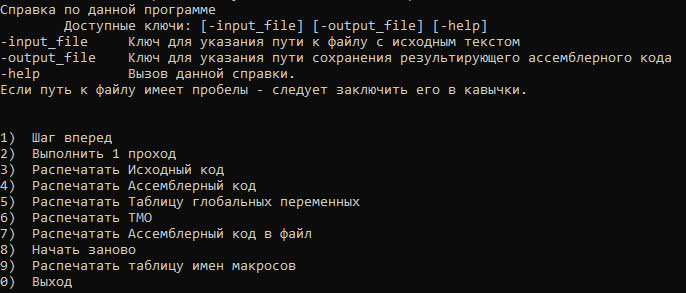 Справка по данной программе
Доступные ключи: [-input_file] [-output_file] [-help]
-input_file Ключ для указания пути к файлу с исходным текстом
-output_file Ключ для указания пути сохранения результирующего ассемблерного кода
-help Вызов данной справки.
Если путь к файлу имеет пробелы - следует заключить его в кавычки.
1) Шаг вперед
2) Выполнить 1 проход
3) Распечатать Исходный код
4) Распечатать Ассемблерный код
5) Распечатать Таблицу глобальных переменных
6) Распечатать ТМО
7) Распечатать Ассемблерный код в файл
8) Начать заново
9) Распечатать таблицу имен макросов
0) Выход